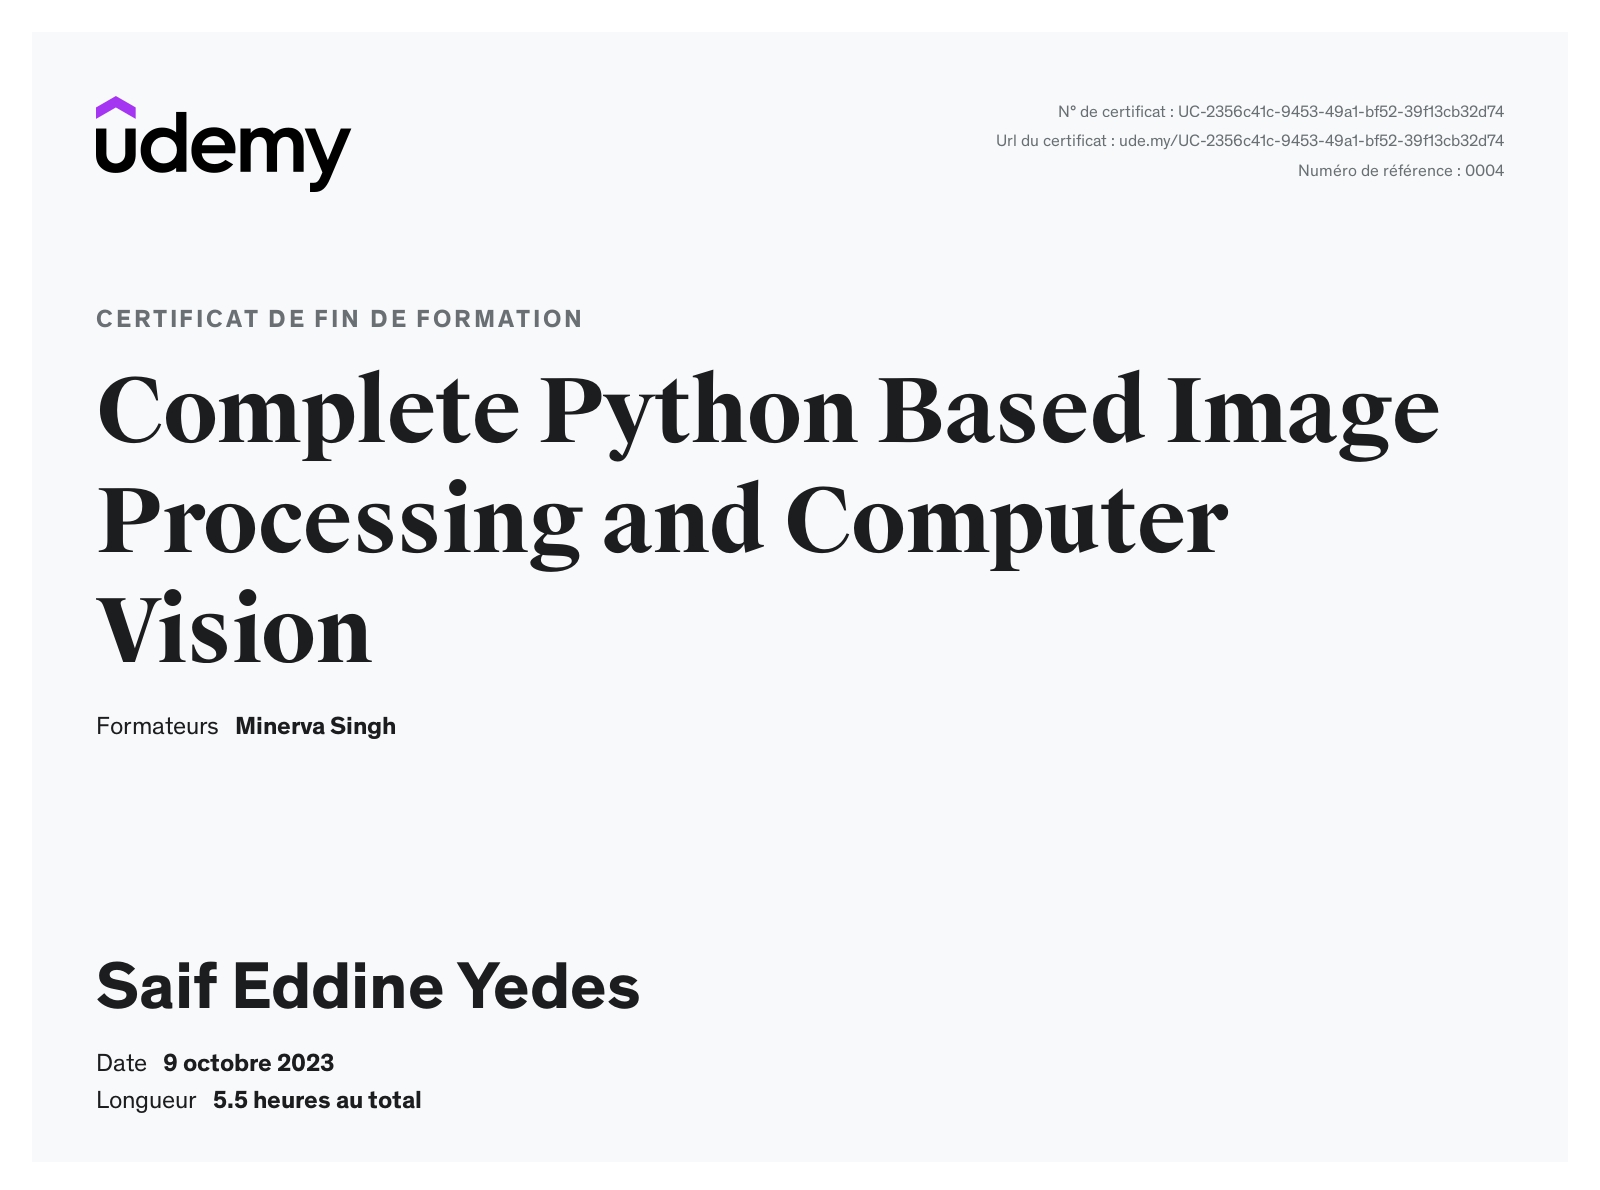 udemy
N° de certificat : UC-2356c41c-9453-49a1-bf52-39f13cb32d74
Url du certificat : ude.my/UC-2356c41c-9453-49a1-bf52-39f13cb32d74
Numéro de référence : 0004
CERTIFICAT DE FIN DE FORMATION
Complete Python Based Image
Processing and Computer
Vision
Formateurs Minerva Singh
Saif Eddine Yedes
Date 9 octobre 2023
Longueur 5.5 heures au total